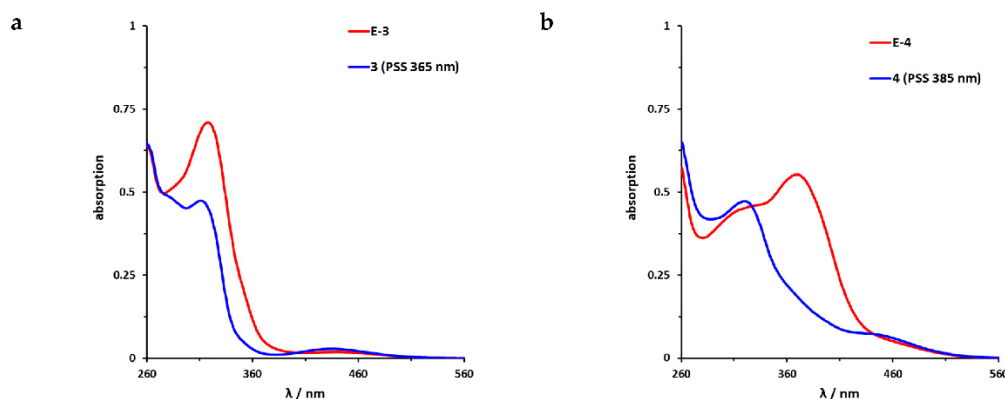 a
E-3
3 (PSS 365 nm)
1
0.75
0.5
0.25
0
absorption
260
360
460
560
λ / nm
b
E-4
4 (PSS 385 nm)
1
0.75
0.5
0.25
0
absorption
260
360
460
560
λ / nm